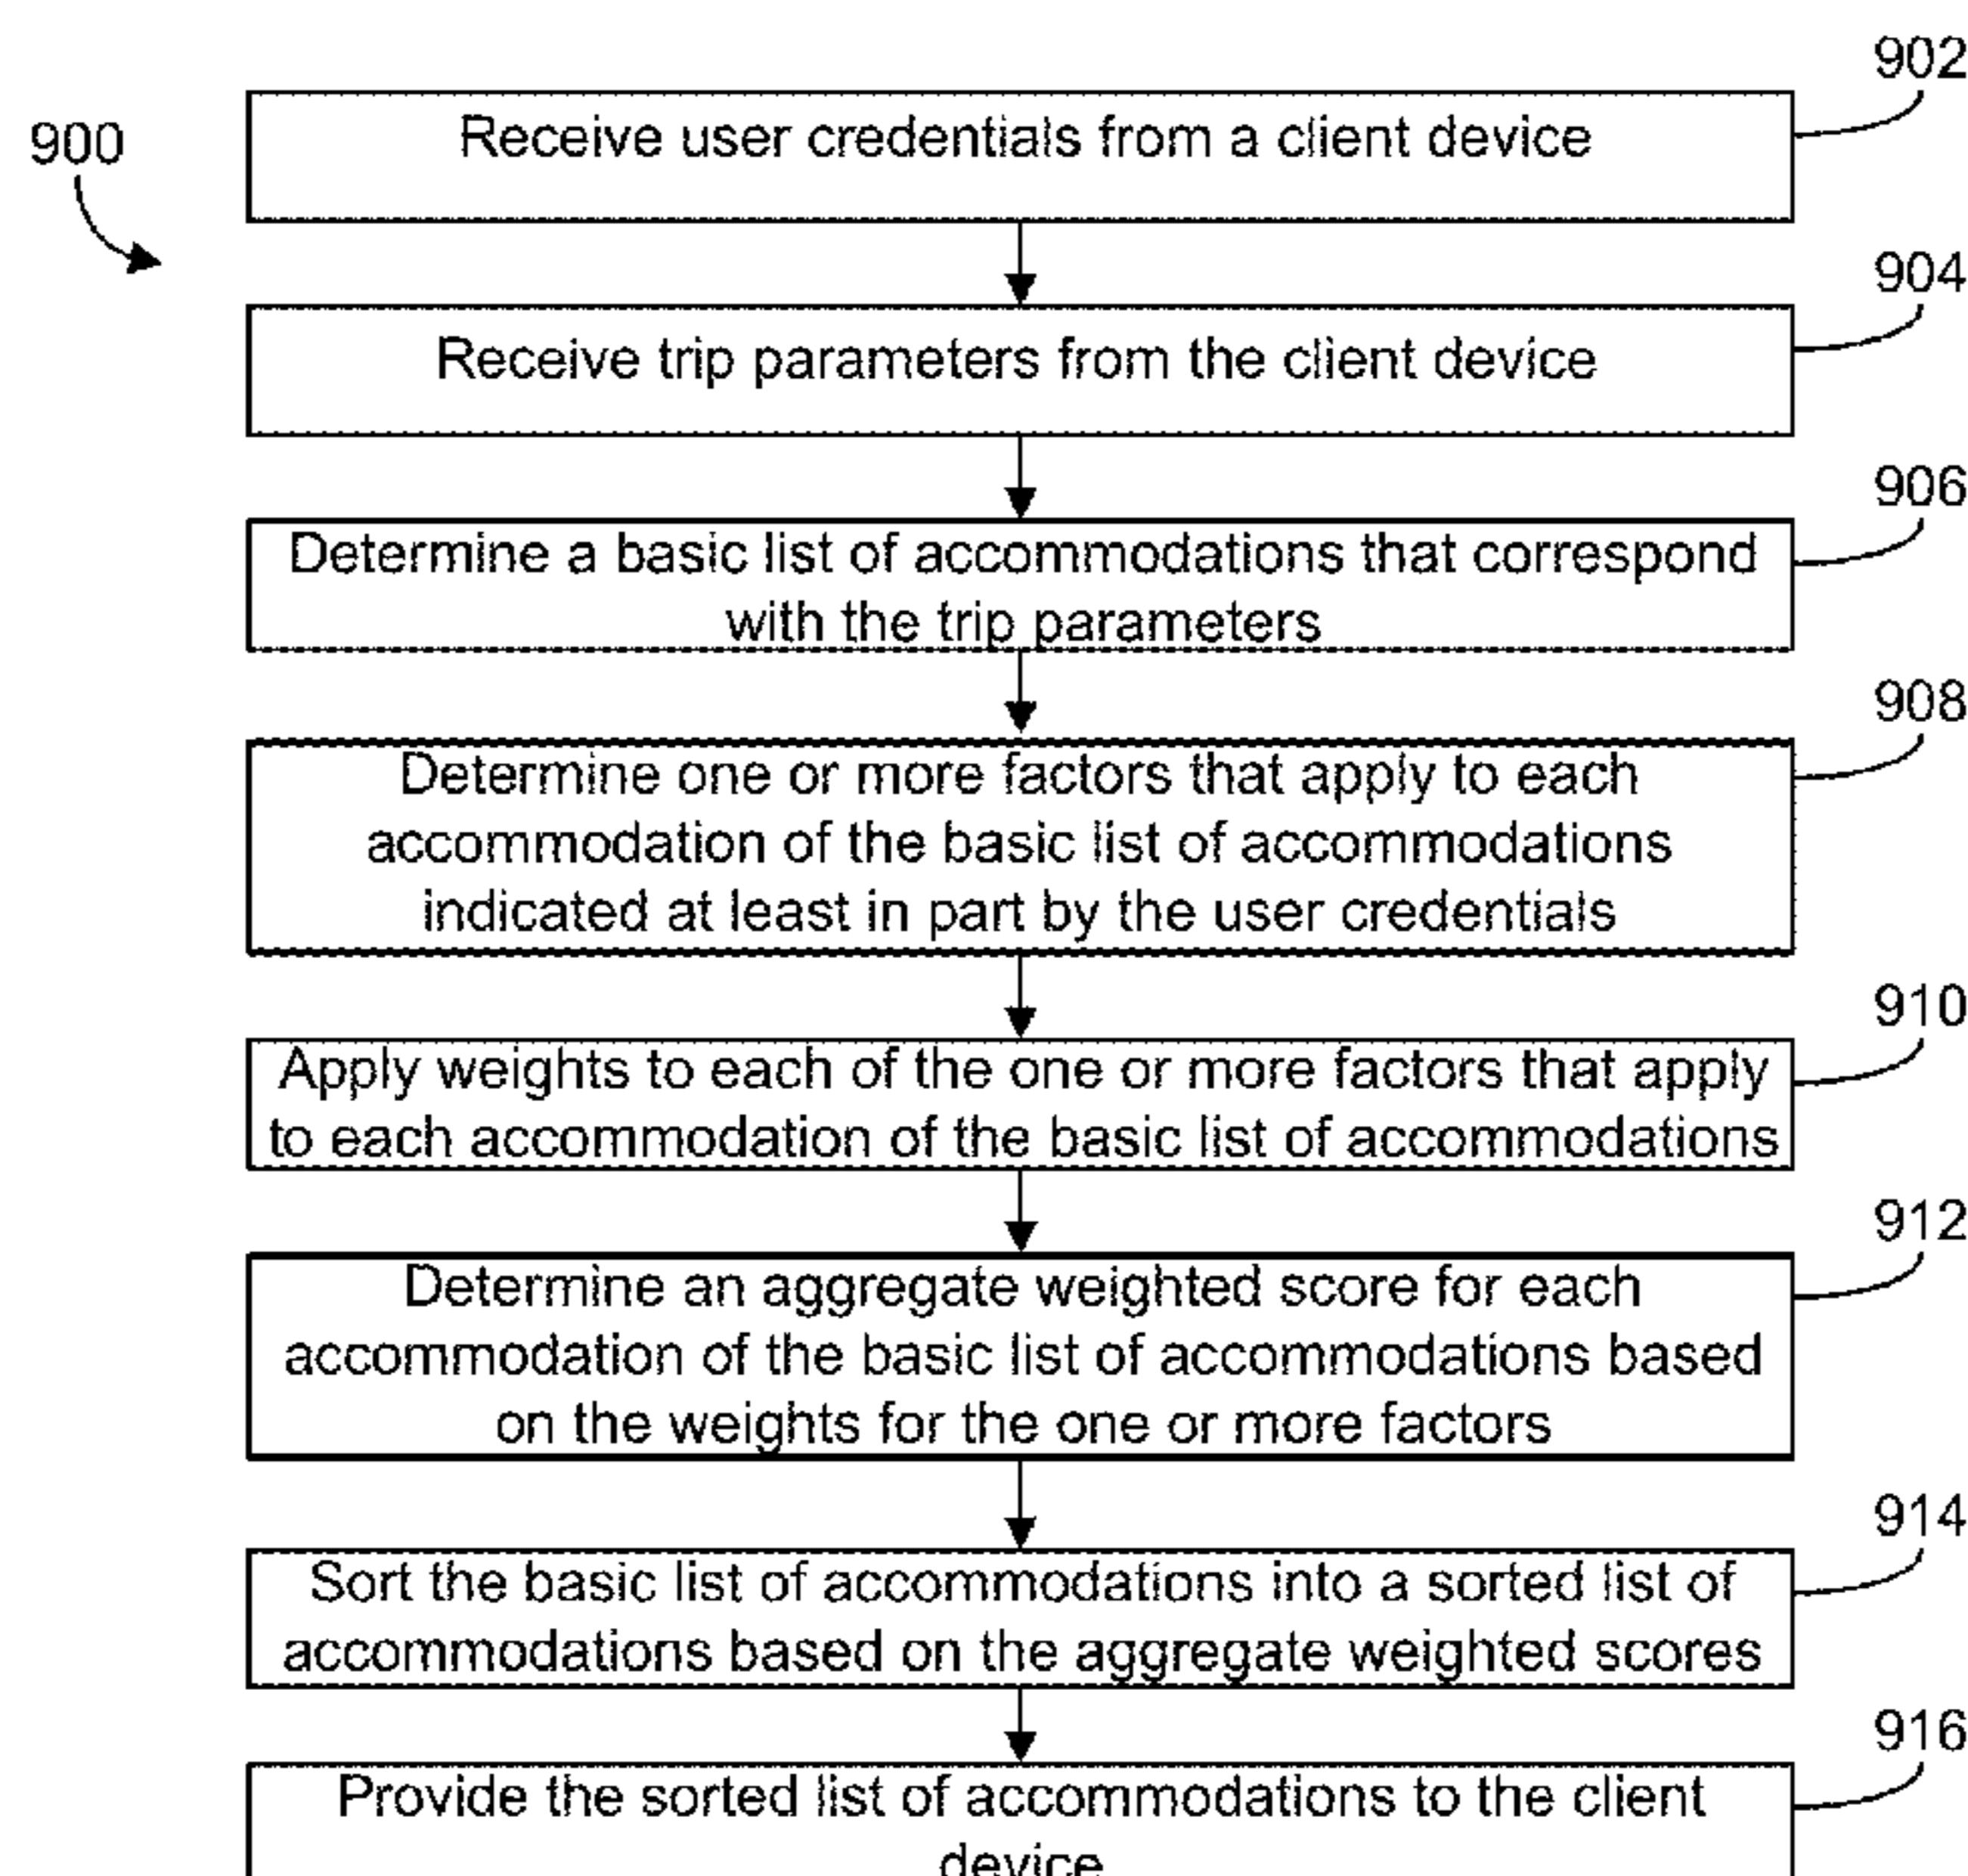 902
Receive user credentials from a client device
900
904
Receive trip parameters from the client device
906
Determine a basic list of accommodations that correspond
with the trip parameters
908
Determine one or more factors that apply to each
accommodation of the basic list of accommodations
indicated at least in part by the user credentials
910
Apply weights to each of the one or more factors that apply
to each accommodation of the basic list of accommodations
912
Determine an aggregate weighted score for each
accommodation of the basic list of accommodations based
on the weights for the one or more factors
914
Sort the basic list of accommodations into a sorted list of
accommodations based on the aggregate weighted scores
916
Provide the sorted list of accommodations to the client
device